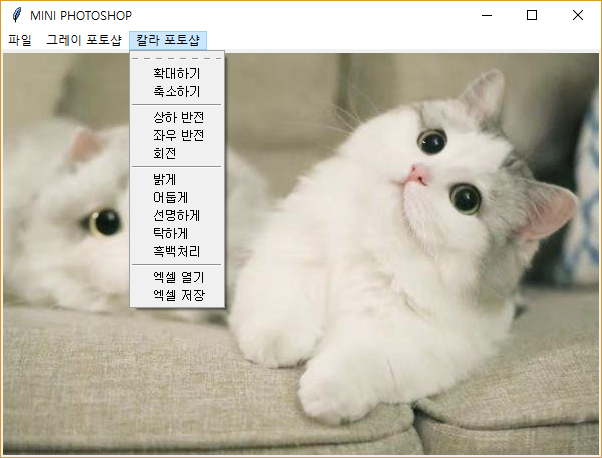 MINI PHOTOSHOP
파일 그레이 포토샵 칼라 포토샵
확대하기
축소하기
상하 반전
좌우 반전
회전
밝게
어둡게
선명하게
탁하게
흑백처리
엑셀 열기
엑셀 저장